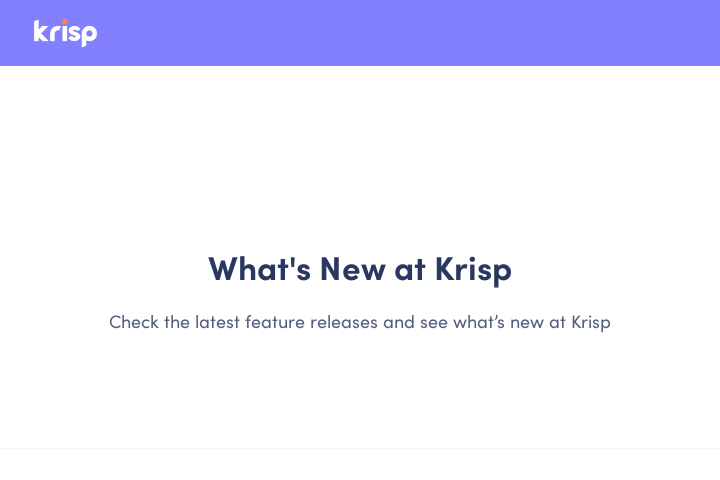 krisp
What's New at Krisp
Check the latest feature releases and see what’s new at Krisp